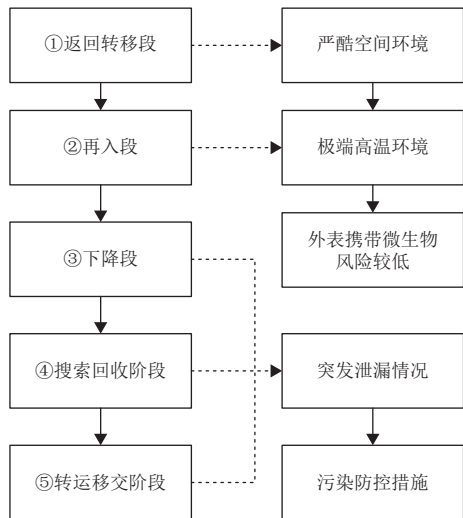 ①返回转移段
严酷空间环境
②再入段
极端高温环境
③下降段
外表携带微生物
风险较低
④搜索回收阶段
突发泄漏情况
⑤转运移交阶段
污染防控措施